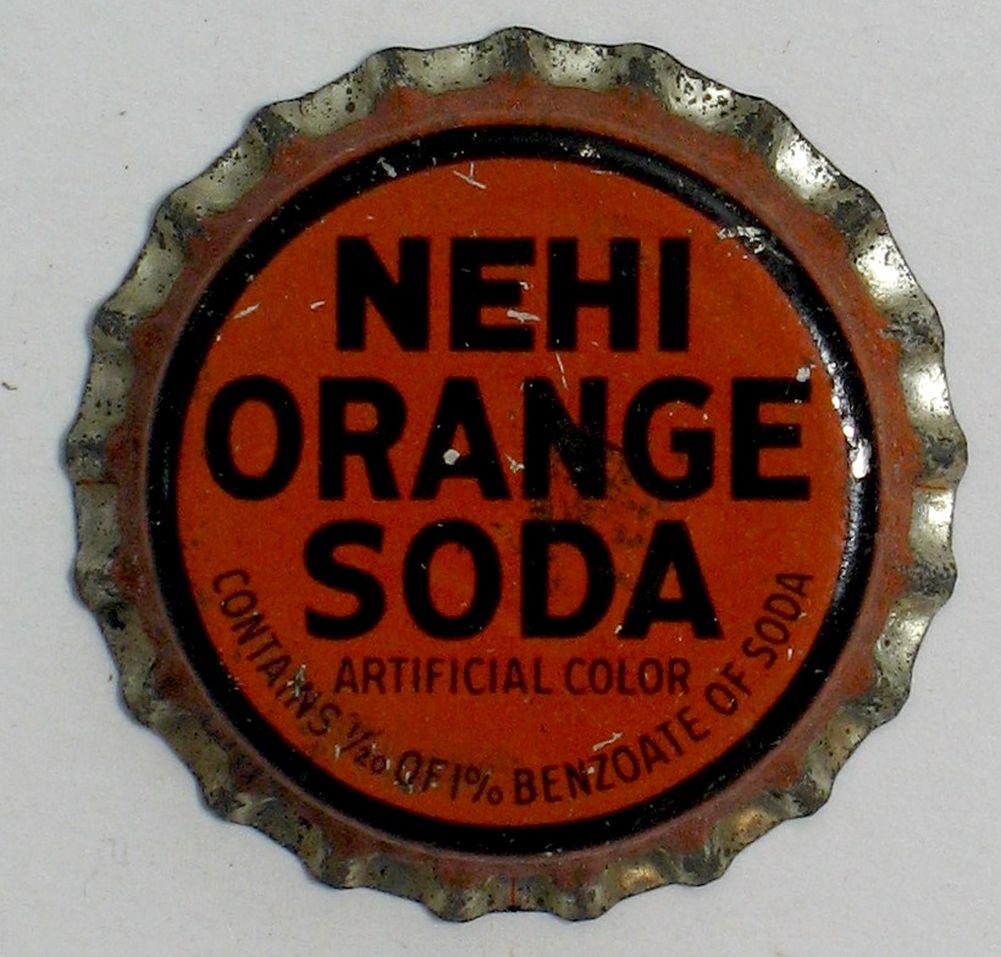 NEHI
ORANGE
SODA
ARTIFICIAL COLOR
CONTAINS 1/20 OF 1% BENZOATE OF SODA